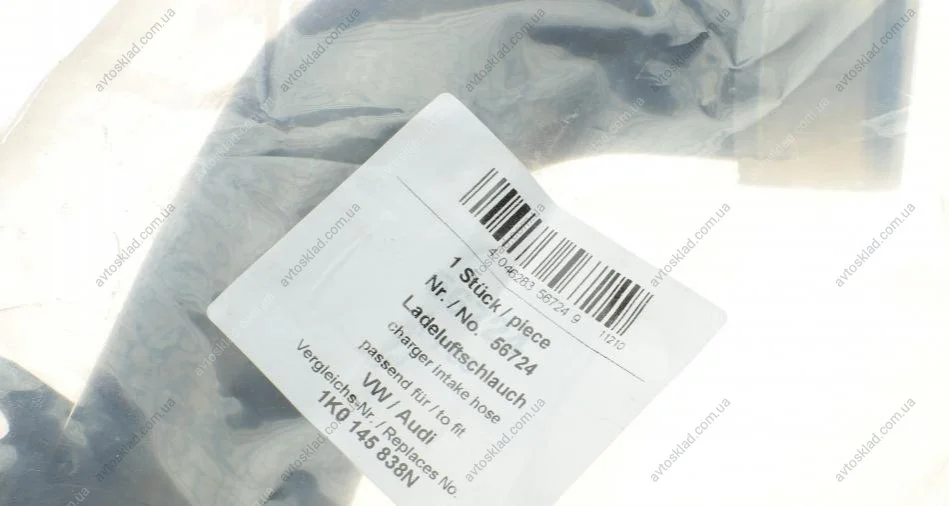 4 046283 56724 9
11210
1 Stück / piece
Nr. / No. 56724
Ladeluftschlauch
charger intake hose
passend für / to fit
VW / Audi
Vergleichs-Nr. / Replaces No.
1K0 145 838N
avtosklad.com.ua